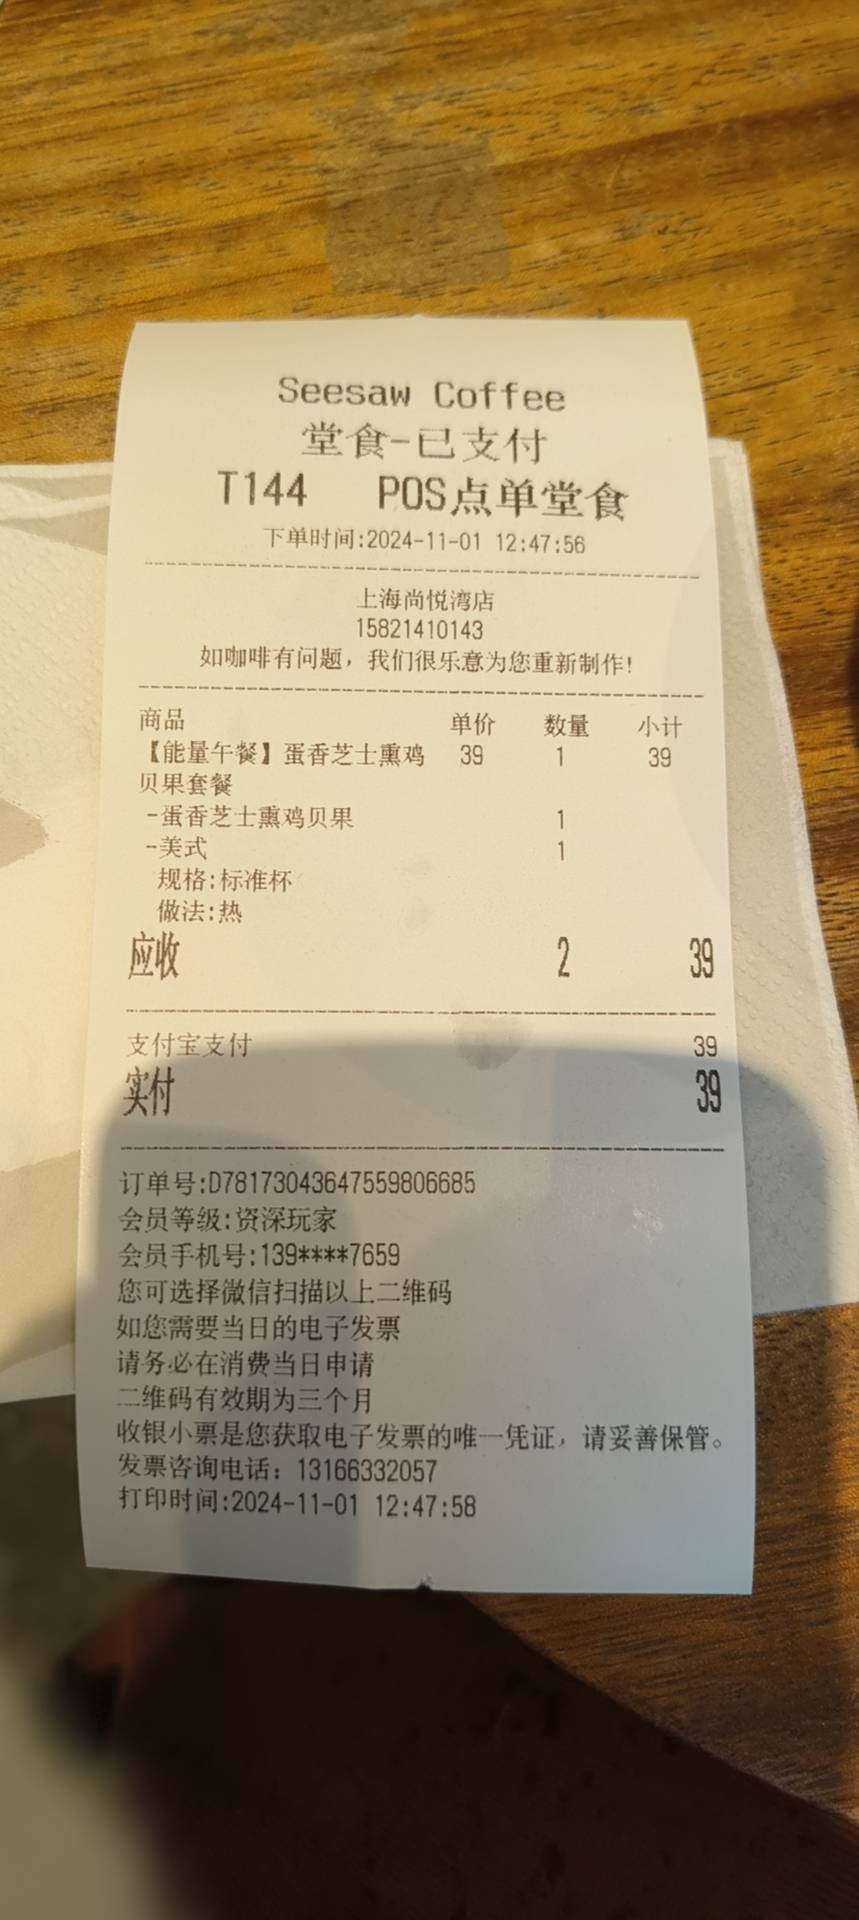 Seesaw Coffee
堂食-已支付
T144 POS点单堂食
下单时间:2024-11-01 12:47:56
上海尚悦湾店
15821410143
如咖啡有问题，我们很乐意为您重新制作!
商品 单价 数量 小计
【能量午餐】蛋香芝士熏鸡 39 1 39
贝果套餐
-蛋香芝士熏鸡贝果 1
-美式 1
规格:标准杯
做法:热
应收 2 39
支付宝支付 39
实付 39
订单号:D78173043647559806685
会员等级:资深玩家
会员手机号:139****7659
您可选择微信扫描以上二维码
如您需要当日的电子发票
请务必在消费当日申请
二维码有效期为三个月
收银小票是您获取电子发票的唯一凭证，请妥善保管。
发票咨询电话：13166332057
打印时间:2024-11-01 12:47:58